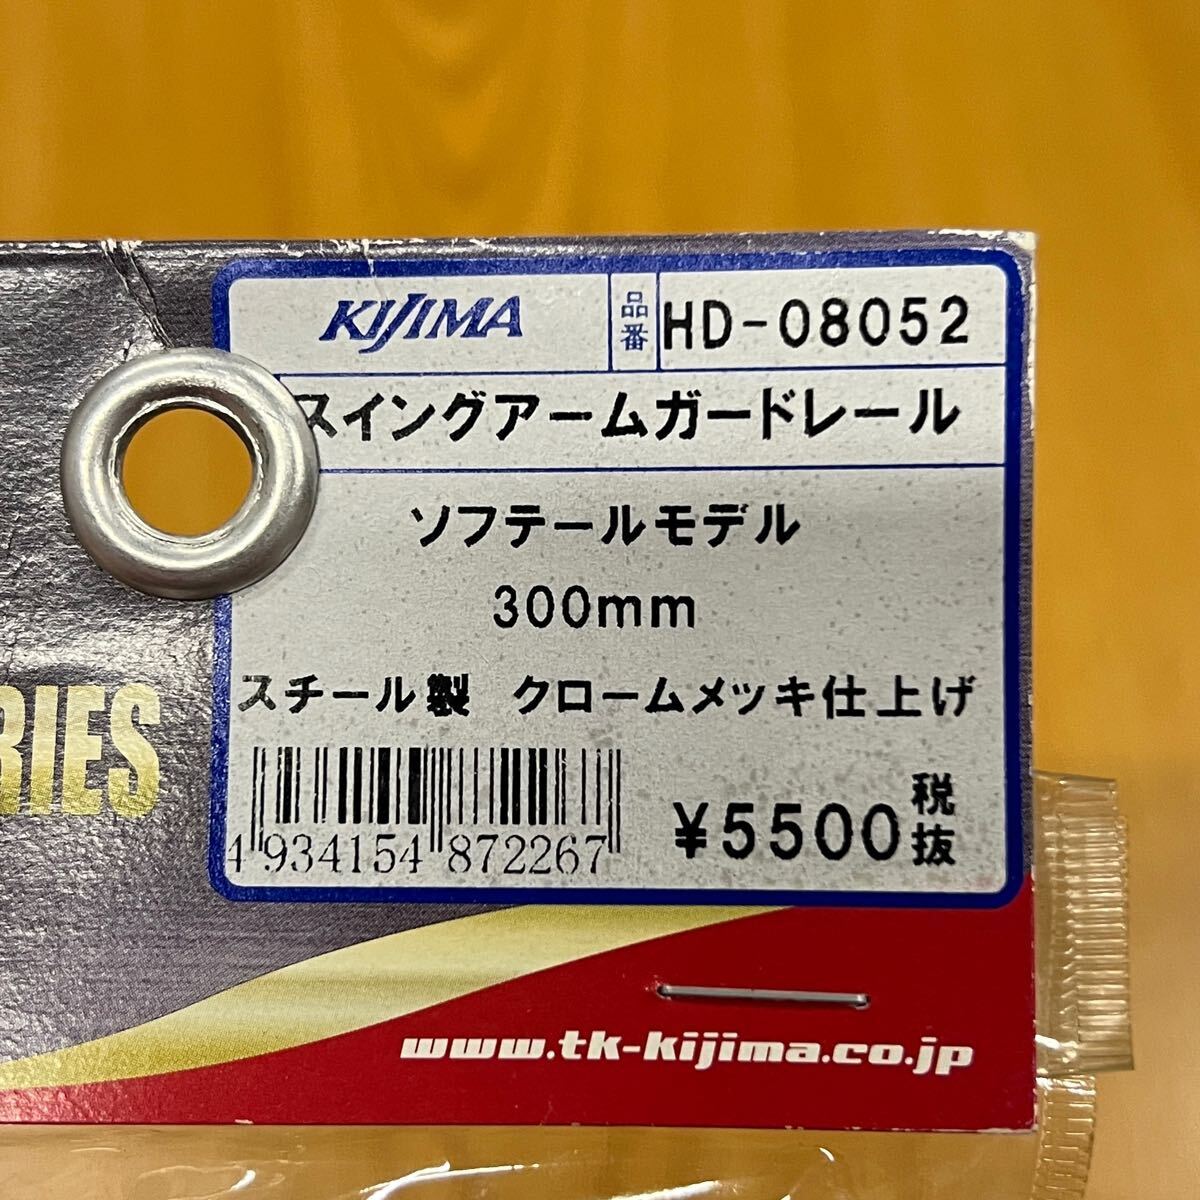 KIJIMA 品番 HD-08052
スイングアームガードレール
ソフテールモデル
300mm
スチール製 クロームメッキ仕上げ
RIES
¥5500 税抜
4 934154 872267
www.tk-kijima.co.jp